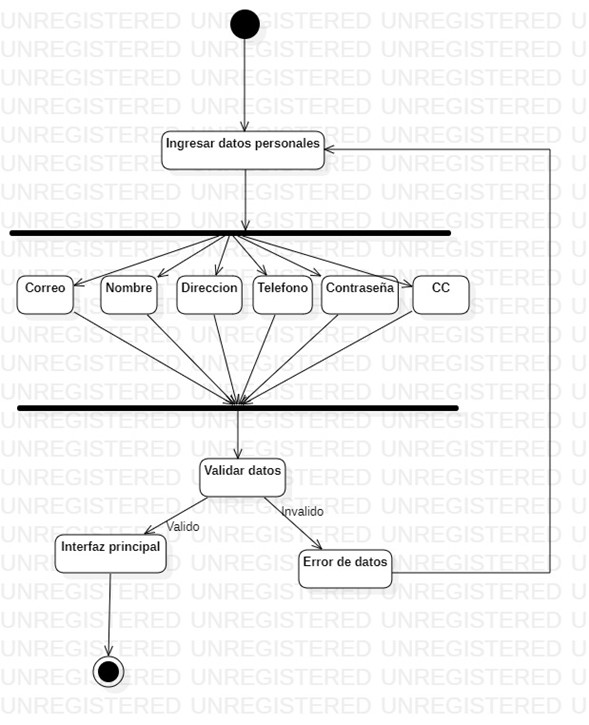 UNREGISTERED UNREGISTERED UNREGISTERED U
Ingresar datos personales
Correo
Nombre
Direccion
Telefono
Contraseña
CC
Validar datos
Valido
Invalido
Interfaz principal
Error de datos